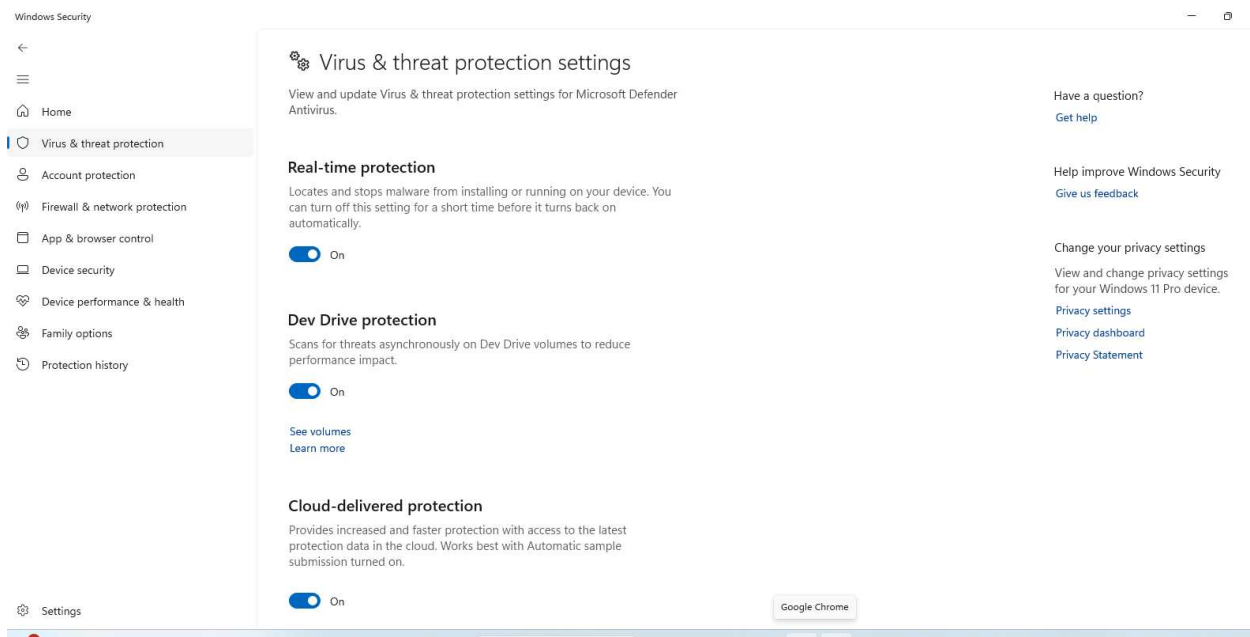 Windows Security
Home
Virus & threat protection
Account protection
Firewall & network protection
App & browser control
Device security
Device performance & health
Family options
Protection history
Settings
Virus & threat protection settings
View and update Virus & threat protection settings for Microsoft Defender
Antivirus.
Real-time protection
Locates and stops malware from installing or running on your device. You
can turn off this setting for a short time before it turns back on
automatically.
On
Dev Drive protection
Scans for threats asynchronously on Dev Drive volumes to reduce
performance impact.
On
See volumes
Learn more
Cloud-delivered protection
Provides increased and faster protection with access to the latest
protection data in the cloud. Works best with Automatic sample
submission turned on.
On
Have a question?
Get help
Help improve Windows Security
Give us feedback
Change your privacy settings
View and change privacy settings
for your Windows 11 Pro device.
Privacy settings
Privacy dashboard
Privacy Statement
Google Chrome